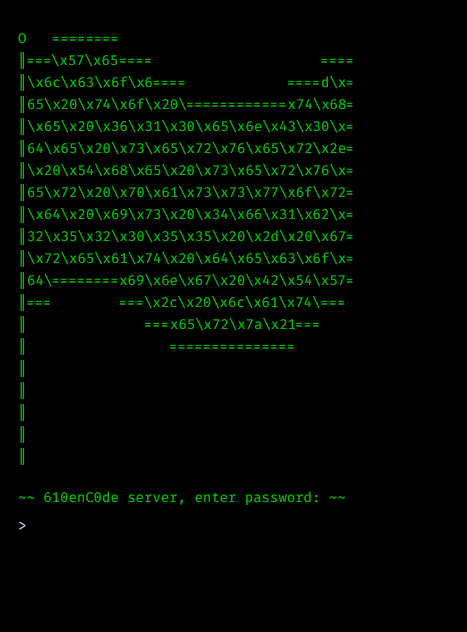 O   ========
║===\x57\x65====                    ====
║\x6c\x63\x6f\x6====            ====d\x=
║65\x20\x74\x6f\x20\============x74\x68=
║\x65\x20\x36\x31\x30\x65\x6e\x43\x30\x=
║64\x65\x20\x73\x65\x72\x76\x65\x72\x2e=
║\x20\x54\x68\x65\x20\x73\x65\x72\x76\x=
║65\x72\x20\x70\x61\x73\x73\x77\x6f\x72=
║\x64\x20\x69\x73\x20\x34\x66\x31\x62\x=
║32\x35\x32\x30\x35\x35\x20\x2d\x20\x67=
║\x72\x65\x61\x74\x20\x64\x65\x63\x6f\x=
║64\========x69\x6e\x67\x20\x42\x54\x57=
║===        ===\x2c\x20\x6c\x61\x74\===
║              ===x65\x72\x7a\x21===
║                 ===============
║
║
║
║
║
~~ 610enC0de server, enter password: ~~
>